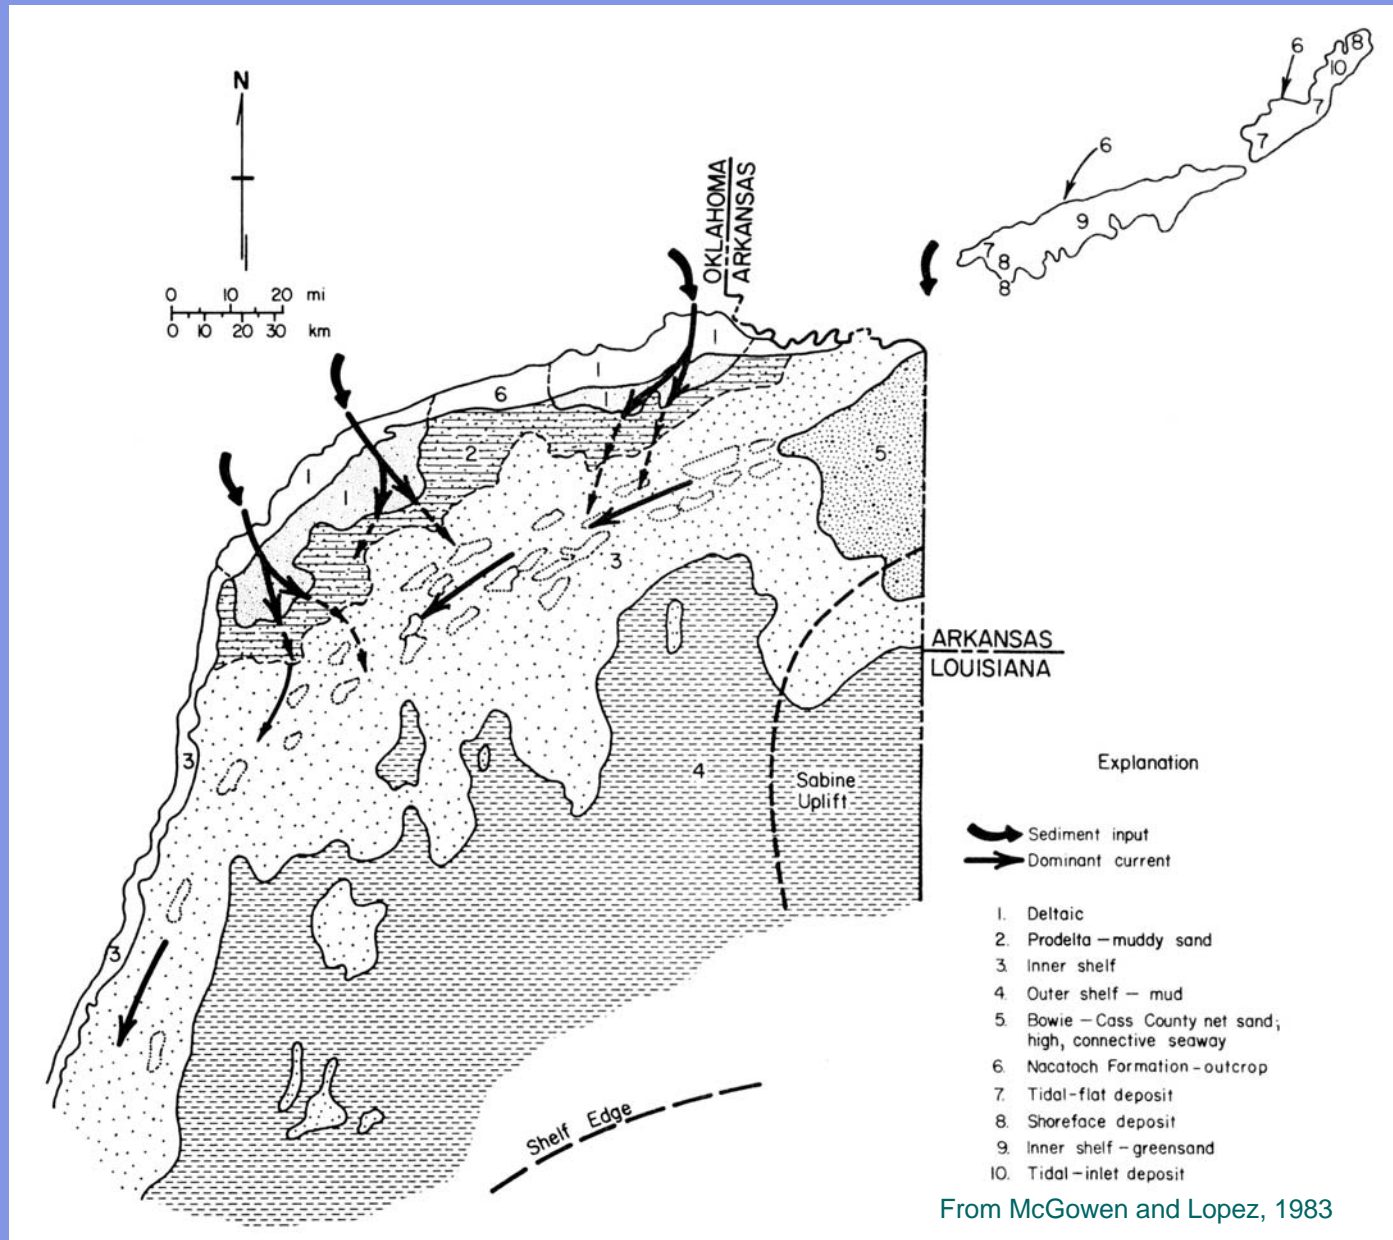 N
0 10 20 mi
0 10 20 30 km
OKLAHOMA
ARKANSAS
6
8
10
7
7
6
9
7
8
8
1
1
6
1
2
5
1
1
3
3
4
3
ARKANSAS
LOUISIANA
Sabine
Uplift
Shelf Edge
Explanation
Sediment input
Dominant current
1. Deltaic
2. Prodelta — muddy sand
3. Inner shelf
4. Outer shelf — mud
5. Bowie — Cass County net sand;
high, connective seaway
6. Nacatoch Formation - outcrop
7. Tidal-flat deposit
8. Shoreface deposit
9. Inner shelf - greensand
10. Tidal-inlet deposit
From McGowen and Lopez, 1983